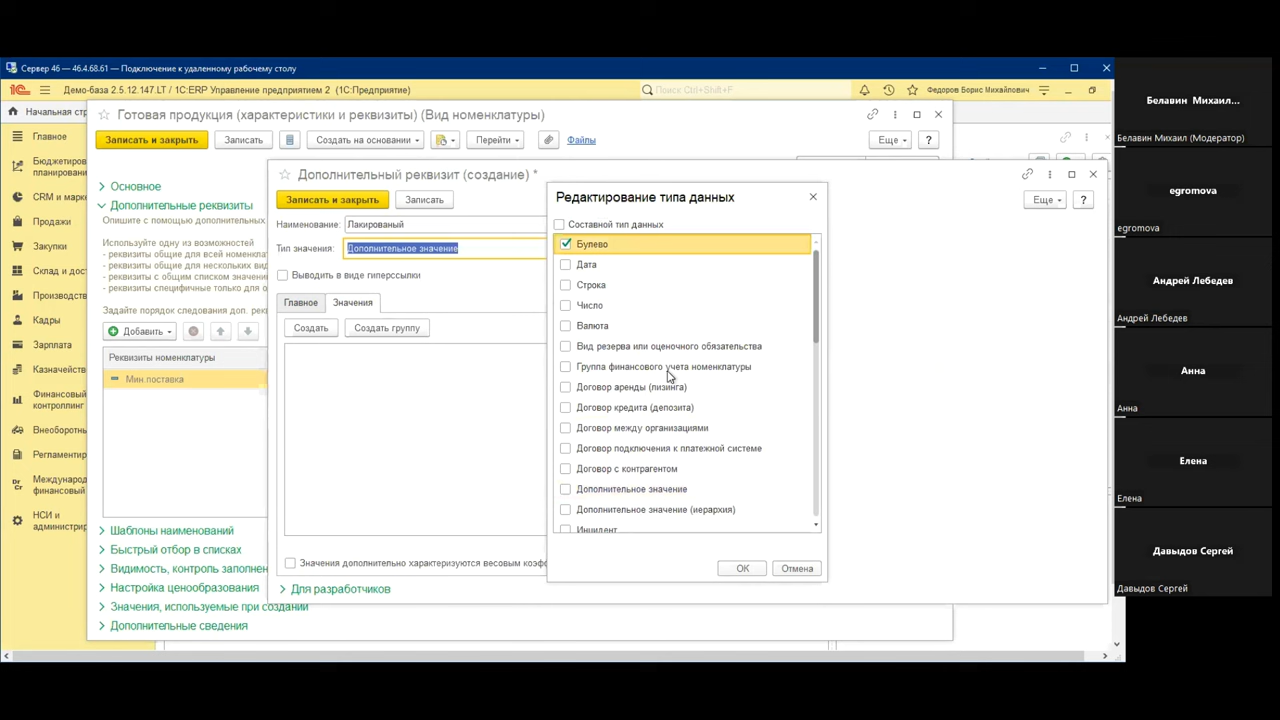 Сервер 46 — 46.4.68.61 — Подключение к удаленному рабочему столу
Демо-база 2.5.12.147.LT / 1С:ERP Управление предприятием 2 (1С:Предприятие)
Поиск Ctrl+Shift+F
Федоров Борис Михайлович
Начальная стр
Главное
Бюджетиров
планировани
CRM и марк
Продажи
Закупки
Склад и дос
Производств
Кадры
Зарплата
Казначейств
Финансовый
контроллинг
Внеоборотн
Регламентир
Международ
финансовый
НСИ и
администрир
Готовая продукция (характеристики и реквизиты) (Вид номенклатуры)
Записать и закрыть
Записать
Создать на основании
Перейти
Файлы
Еще
?
Основное
Дополнительные реквизиты
Опишите с помощью дополнительных
Используйте одну из возможностей
- реквизиты общие для всей номенклат
- реквизиты общие для нескольких вид
- реквизиты с общим списком значени
- реквизиты специфичные только для о
Задайте порядок следования доп. рек
Добавить
Реквизиты номенклатуры
Мин.поставка
Шаблоны наименований
Быстрый отбор в списках
Видимость, контроль заполнен
Настройка ценообразования
Значения, используемые при создании
Дополнительные сведения
Дополнительный реквизит (создание) *
Записать и закрыть
Записать
Еще
?
Наименование:
Лакированый
Тип значения:
Дополнительное значение
Выводить в виде гиперссылки
Главное
Значения
Создать
Создать группу
Значения дополнительно характеризуются весовым коэфф
Для разработчиков
Редактирование типа данных
Составной тип данных
Булево
Дата
Строка
Число
Валюта
Вид резерва или оценочного обязательства
Группа финансового учета номенклатуры
Договор аренды (лизинга)
Договор кредита (депозита)
Договор между организациями
Договор подключения к платежной системе
Договор с контрагентом
Дополнительное значение
Дополнительное значение (иерархия)
Инцидент
ОК
Отмена
Белавин Михаил...
Белавин Михаил (Модератор)
egromova
egromova
Андрей Лебедев
Андрей Лебедев
Анна
Анна
Елена
Елена
Давыдов Сергей
Давыдов Сергей